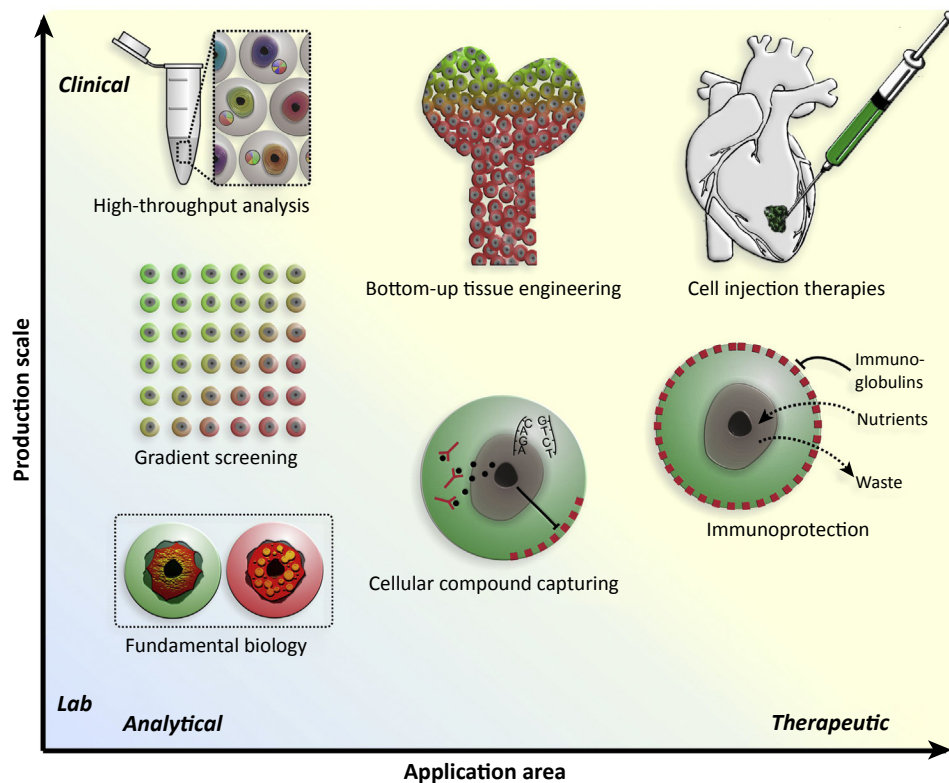 Clinical
High-throughput analysis
Bottom-up tissue engineering
Cell injection therapies
Production scale
Gradient screening
C A
A C
G T
A G
Immuno-
globulins
Nutrients
Waste
Immunoprotection
Cellular compound capturing
Fundamental biology
Lab
Analytical
Therapeutic
Application area